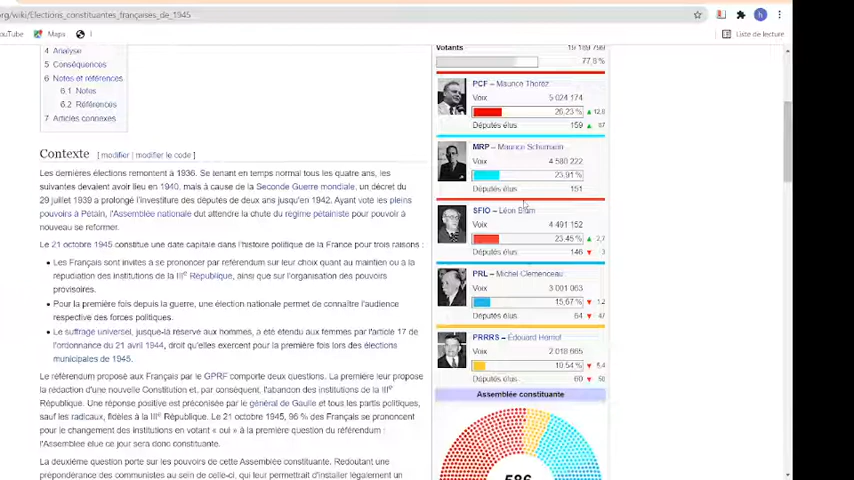 org/wiki/Elections_constituantes_françaises_de_1945
YouTube Maps
Liste de lecture
4 Analyse
5 Conséquences
6 Notes et références
6.1 Notes
6.2 Références
7 Articles connexes
Contexte [ modifier | modifier le code ]
Les dernières élections remontent à 1936. Se tenant en temps normal tous les quatre ans, les
suivantes devaient avoir lieu en 1940, mais à cause de la Seconde Guerre mondiale, un décret du
29 juillet 1939 a prolongé l'investiture des députés de deux ans jusqu'en 1942. Ayant voté les pleins
pouvoirs à Pétain, l'Assemblée nationale dut attendre la chute du régime pétainiste pour pouvoir à
nouveau se reformer.
Le 21 octobre 1945 constitue une date capitale dans l'histoire politique de la France pour trois raisons :
Les Français sont invités à se prononcer par référendum sur leur choix quant au maintien ou à la
répudiation des institutions de la IIIe République, ainsi que sur l'organisation des pouvoirs
provisoires.
Pour la première fois depuis la guerre, une élection nationale permet de connaître l'audience
respective des forces politiques.
Le suffrage universel, jusque-là réservé aux hommes, a été étendu aux femmes par l'article 17 de
l'ordonnance du 21 avril 1944, droit qu'elles exercent pour la première fois lors des élections
municipales de 1945.
Le référendum proposé aux Français par le GPRF comporte deux questions. La première leur propose
la rédaction d'une nouvelle Constitution et, par conséquent, l'abandon des institutions de la IIIe
République. Une réponse positive est préconisée par le général de Gaulle et tous les partis politiques,
sauf les radicaux, fidèles à la IIIe République. Le 21 octobre 1945, 96 % des Français se prononcent
pour le changement des institutions en votant « oui » à la première question du référendum :
l'Assemblée élue ce jour sera donc constituante.
La deuxième question porte sur les pouvoirs de cette Assemblée constituante. Redoutant une
prépondérance des communistes au sein de celle-ci, qui leur permettrait d'installer légalement un
Votants 19 189 799
77,8 %
PCF – Maurice Thorez
Voix 5 024 174
26,23 % ▲ 12,8
Députés élus 159 ▲ 87
MRP – Maurice Schumann
Voix 4 580 222
23,91 %
Députés élus 151
SFIO – Léon Blum
Voix 4 491 152
23,45 % ▲ 2,7
Députés élus 146 ▼ 3
PRL – Michel Clemenceau
Voix 3 001 063
15,67 % ▼ 1,2
Députés élus 64 ▼ 47
PRRRS – Édouard Herriot
Voix 2 018 665
10,54 % ▼ 5,4
Députés élus 60
Assemblée constituante
586